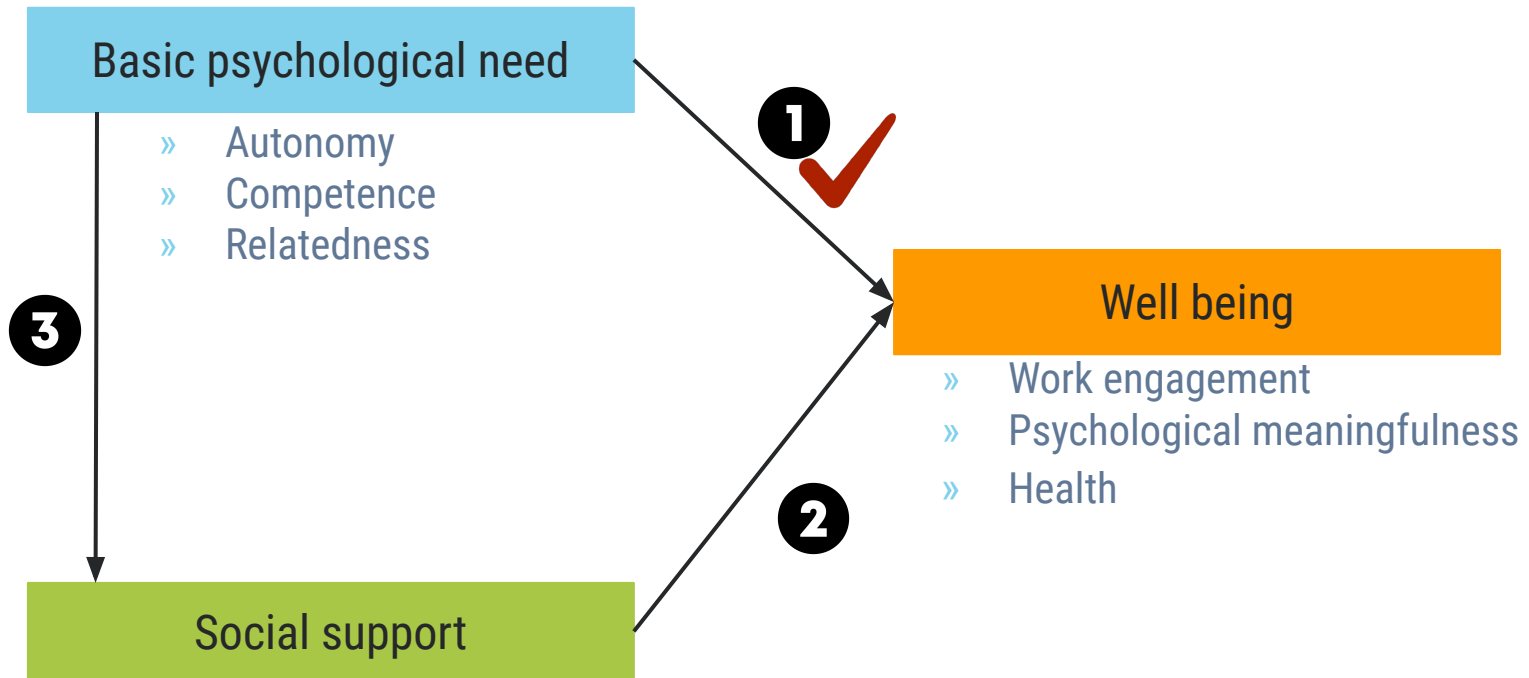 Basic psychological need
» Autonomy
» Competence
» Relatedness
1
3
Well being
» Work engagement
» Psychological meaningfulness
» Health
2
Social support